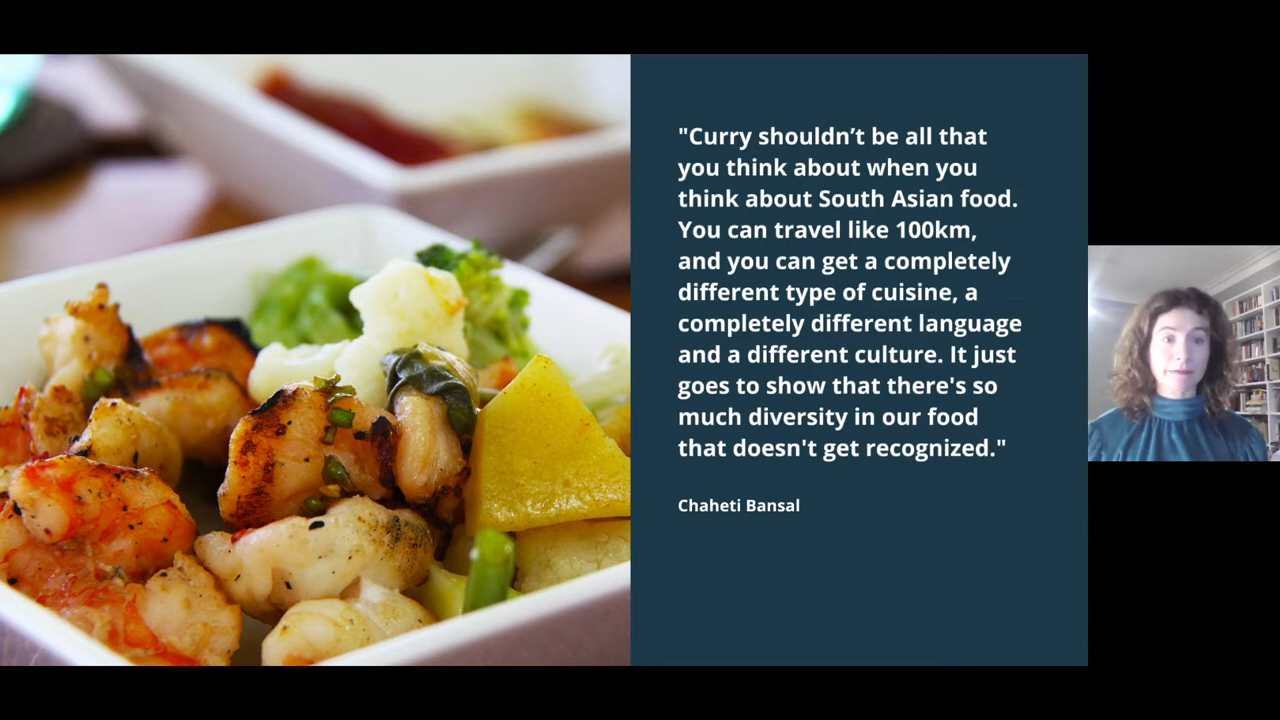 "Curry shouldn’t be all that
you think about when you
think about South Asian food.
You can travel like 100km,
and you can get a completely
different type of cuisine, a
completely different language
and a different culture. It just
goes to show that there's so
much diversity in our food
that doesn't get recognized."
Chaheti Bansal